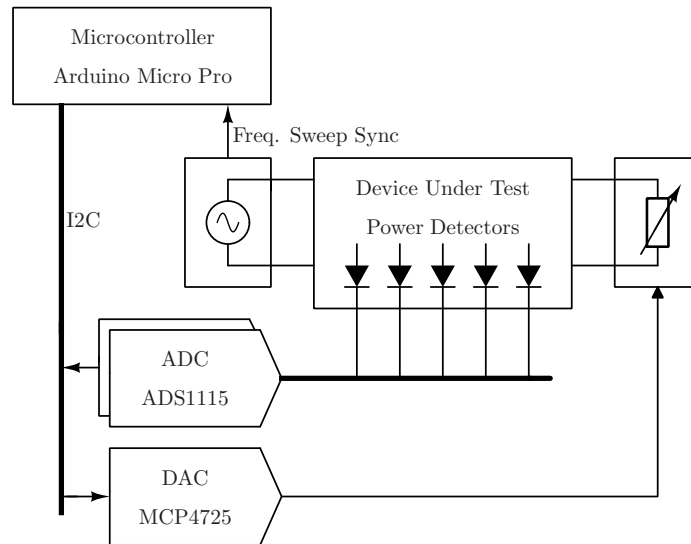 Microcontroller
Arduino Micro Pro
Freq. Sweep Sync
Device Under Test
Power Detectors
I2C
ADC
ADS1115
DAC
MCP4725